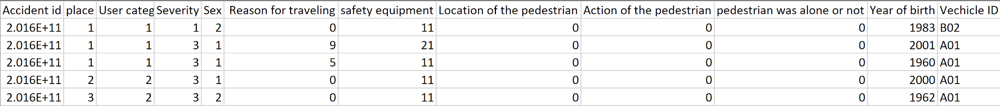 Accident id place User categ Severity Sex Reason for traveling safety equipment Location of the pedestrian Action of the pedestrian pedestrian was alone or not Year of birth Vechicle ID
2.016E+11 1 1 1 2 0 11 0 0 0 1983 B02
2.016E+11 1 1 3 1 9 21 0 0 0 2001 A01
2.016E+11 1 1 3 1 5 11 0 0 0 1960 A01
2.016E+11 2 2 3 1 0 11 0 0 0 2000 A01
2.016E+11 3 2 3 2 0 11 0 0 0 1962 A01